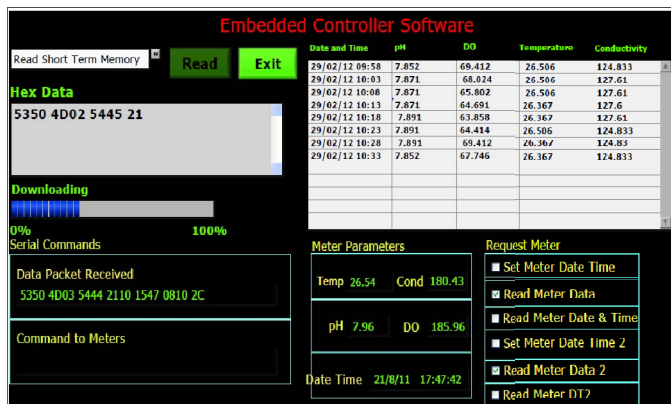 Embedded Controller Software
Read Short Term Memory
Read
Exit
Hex Data
5350 4D02 5445 21
Downloading
0%
100%
Date and Time pH DO Temperature Conductivity
29/02/12 09:58 7.852 69.412 26.506 124.833
29/02/12 10:03 7.871 68.024 26.506 127.61
29/02/12 10:08 7.871 65.802 26.506 127.61
29/02/12 10:13 7.871 64.691 26.367 127.6
29/02/12 10:18 7.891 63.858 26.367 127.61
29/02/12 10:23 7.891 64.414 26.506 124.833
29/02/12 10:28 7.891 69.412 26.367 124.83
29/02/12 10:33 7.852 67.746 26.367 124.833
Serial Commands
Data Packet Received
5350 4D03 5444 2110 1547 0810 2C
Command to Meters
Meter Parameters
Temp 26.54 Cond 180.43
pH 7.96 DO 185.96
Date Time 21/8/11 17:47:42
Request Meter
Set Meter Date Time
Read Meter Data
Read Meter Date & Time
Set Meter Date Time 2
Read Meter Data 2
Read Meter DT2